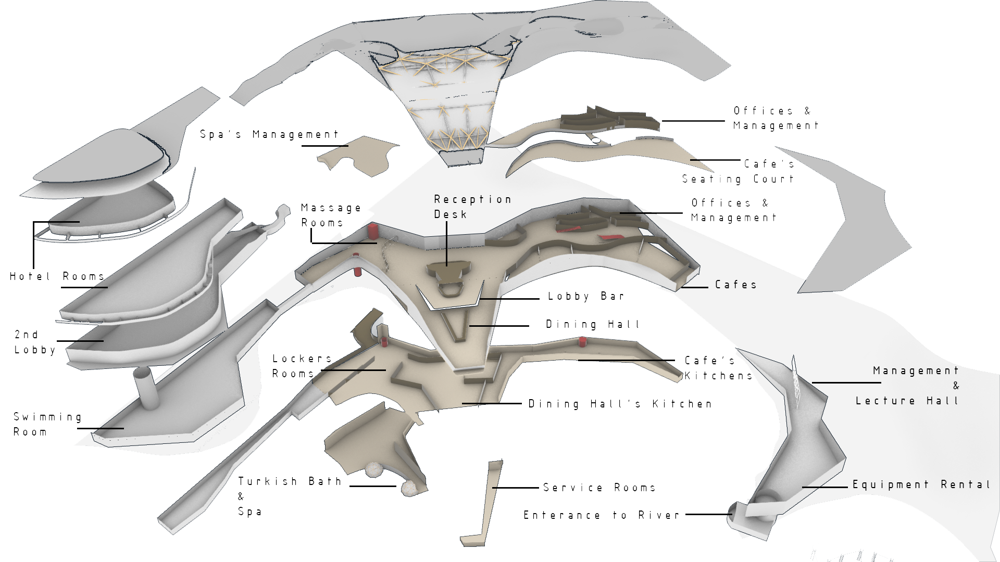 Offices &
Management
Spa's Management
Cafe's
Seating Court
Reception
Desk
Massage
Rooms
Offices &
Management
Hotel Rooms
Cafes
Lobby Bar
Dining Hall
2nd
Lobby
Lockers
Rooms
Cafe's
Kitchens
Management
&
Lecture Hall
Dining Hall's Kitchen
Swimming
Room
Turkish Bath
&
Spa
Service Rooms
Equipment Rental
Enterance to River